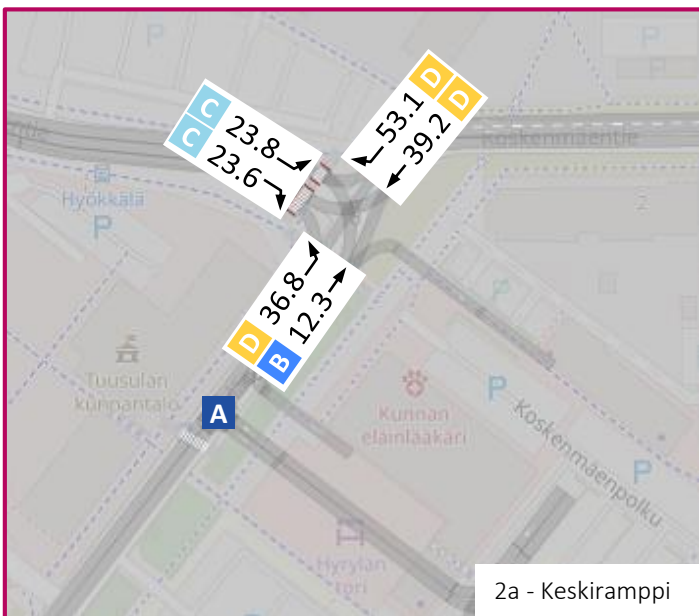 P
P
D
D
53.1
39.2
C
C
23.8
23.6
Koskenmäentie
Hyökkälä
P
2
D
B
36.8
12.3
P
Tuusulan
kunnantalo
A
Kunnan
eläinlääkäri
P
Koskenmäenpolku
P
Hyrylän
tori
P
2a - Keskiramppi